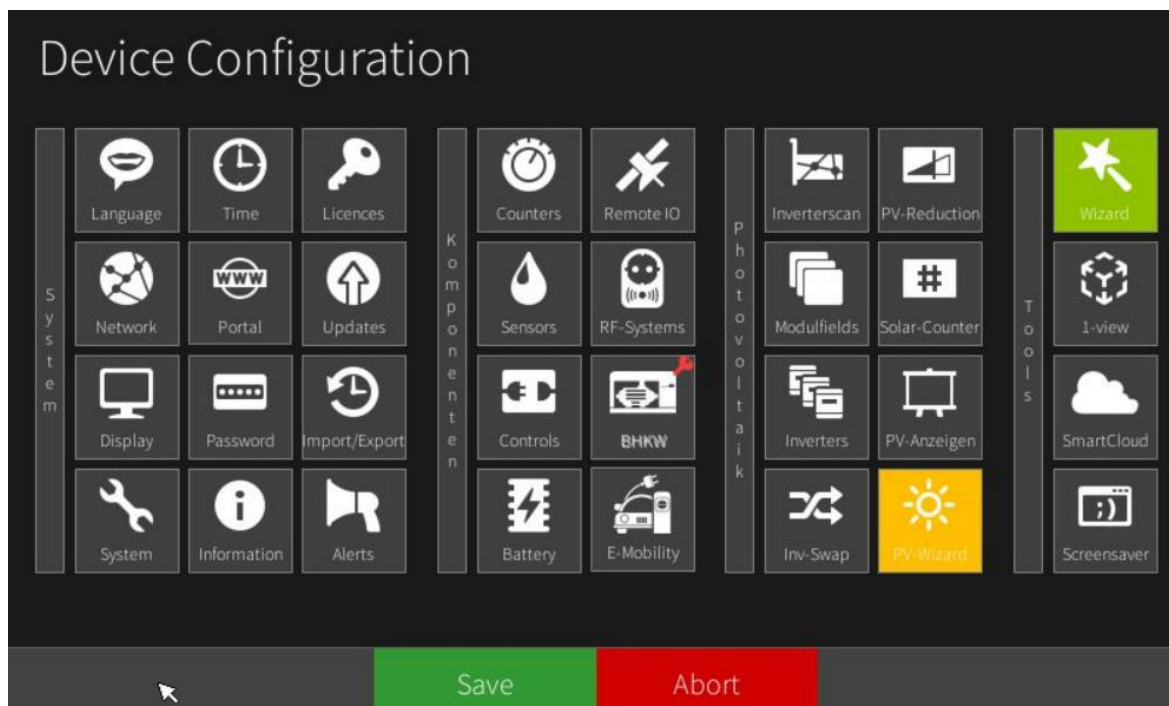 Device Configuration
System
Language
Time
Licences
Network
Portal
Updates
Display
Password
Import/Export
System
Information
Alerts
Komponenten
Counters
Remote IO
Sensors
RF-Systems
Controls
BHKW
Battery
E-Mobility
Photovoltaik
Inverterscan
PV-Reduction
Modulfields
Solar-Counter
Inverters
PV-Anzeigen
Inv-Swap
PV-Wizard
Tools
Wizard
1-view
SmartCloud
Screensaver
WWW
#
;)
Save
Abort